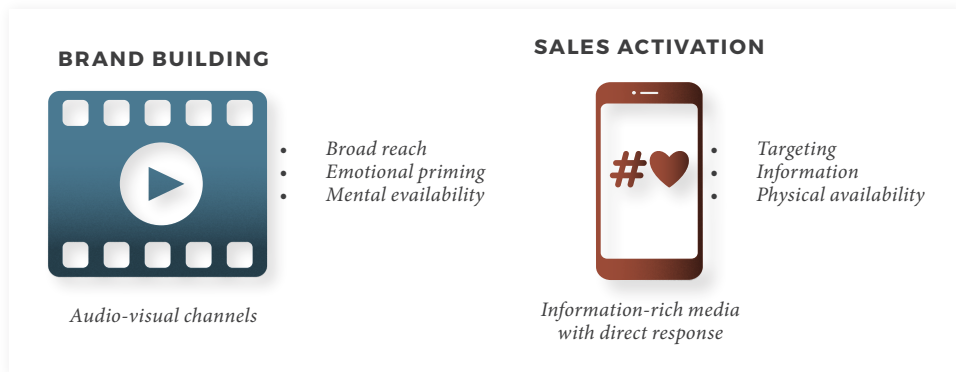 BRAND BUILDING
• Broad reach
• Emotional priming
• Mental evailability
Audio-visual channels
SALES ACTIVATION
#
• Targeting
• Information
• Physical availability
Information-rich media
with direct response